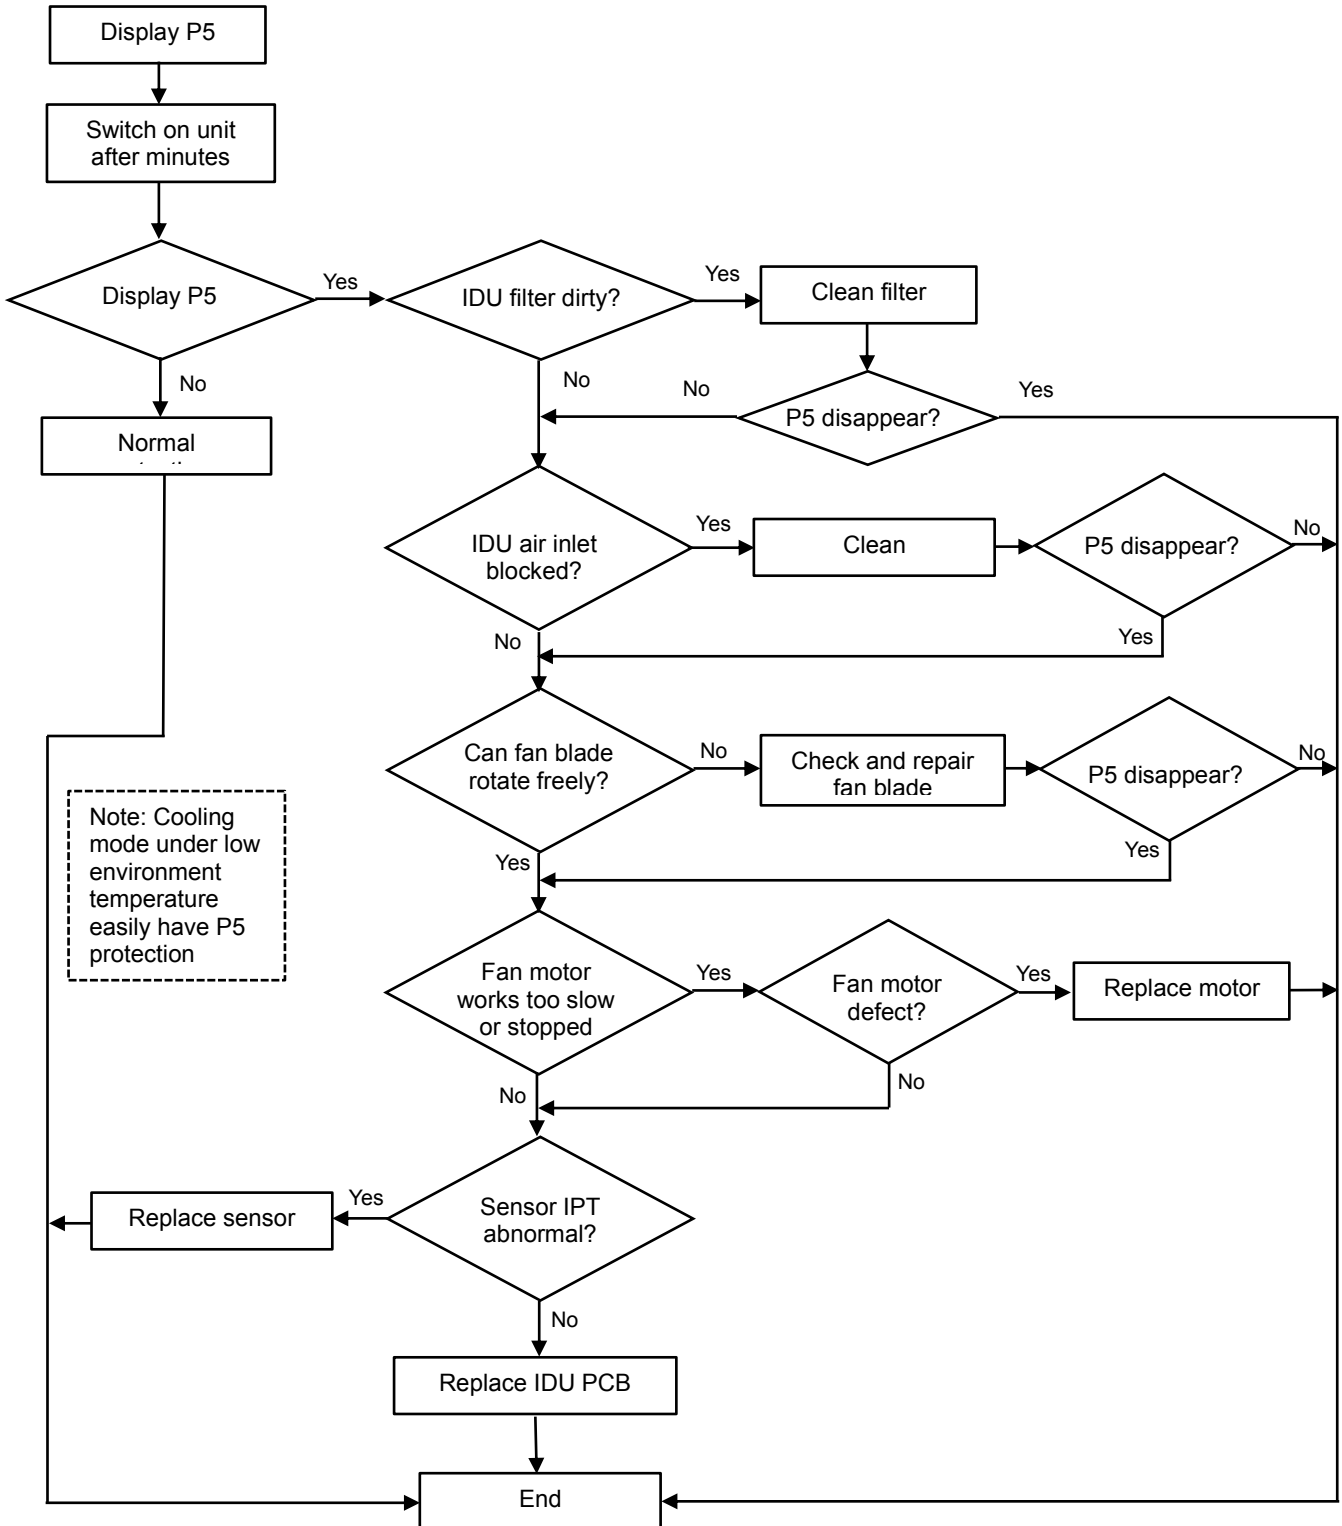 Display P5
Switch on unit
after minutes
Display P5
Yes
IDU filter dirty?
Yes
Clean filter
No
No
No
P5 disappear?
Yes
Normal
IDU air inlet
blocked?
Yes
Clean
P5 disappear?
No
No
Yes
Can fan blade
rotate freely?
No
Check and repair
fan blade
P5 disappear?
No
Yes
Yes
Note: Cooling
mode under low
environment
temperature
easily have P5
protection
Fan motor
works too slow
or stopped
Yes
Fan motor
defect?
Yes
Replace motor
No
No
Sensor IPT
abnormal?
Yes
Replace sensor
No
Replace IDU PCB
End